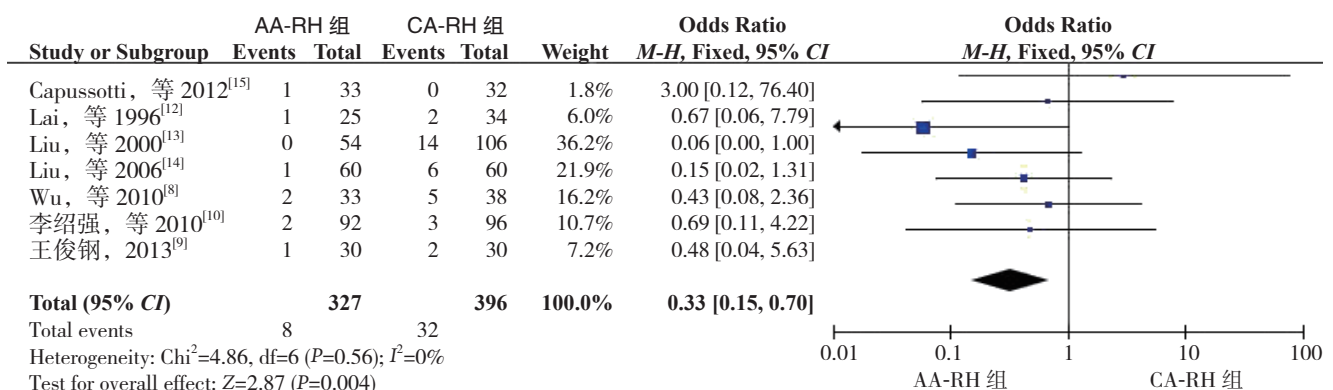 AA-RH 组 CA-RH 组 Odds Ratio Odds Ratio
Study or Subgroup Events Total Events Total Weight M-H, Fixed, 95% CI M-H, Fixed, 95% CI
Capussotti, 等 2012[15] 1 33 0 32 1.8% 3.00 [0.12, 76.40]
Lai, 等 1996[12] 1 25 2 34 6.0% 0.67 [0.06, 7.79]
Liu, 等 2000[13] 0 54 14 106 36.2% 0.06 [0.00, 1.00]
Liu, 等 2006[14] 1 60 6 60 21.9% 0.15 [0.02, 1.31]
Wu, 等 2010[8] 2 33 5 38 16.2% 0.43 [0.08, 2.36]
李绍强, 等 2010[10] 2 92 3 96 10.7% 0.69 [0.11, 4.22]
王俊钢, 2013[9] 1 30 2 30 7.2% 0.48 [0.04, 5.63]
Total (95% CI) 327 396 100.0% 0.33 [0.15, 0.70]
Total events 8 32
Heterogeneity: Chi²=4.86, df=6 (P=0.56); I²=0%
Test for overall effect: Z=2.87 (P=0.004)
0.01 0.1 1 10 100
AA-RH 组 CA-RH 组